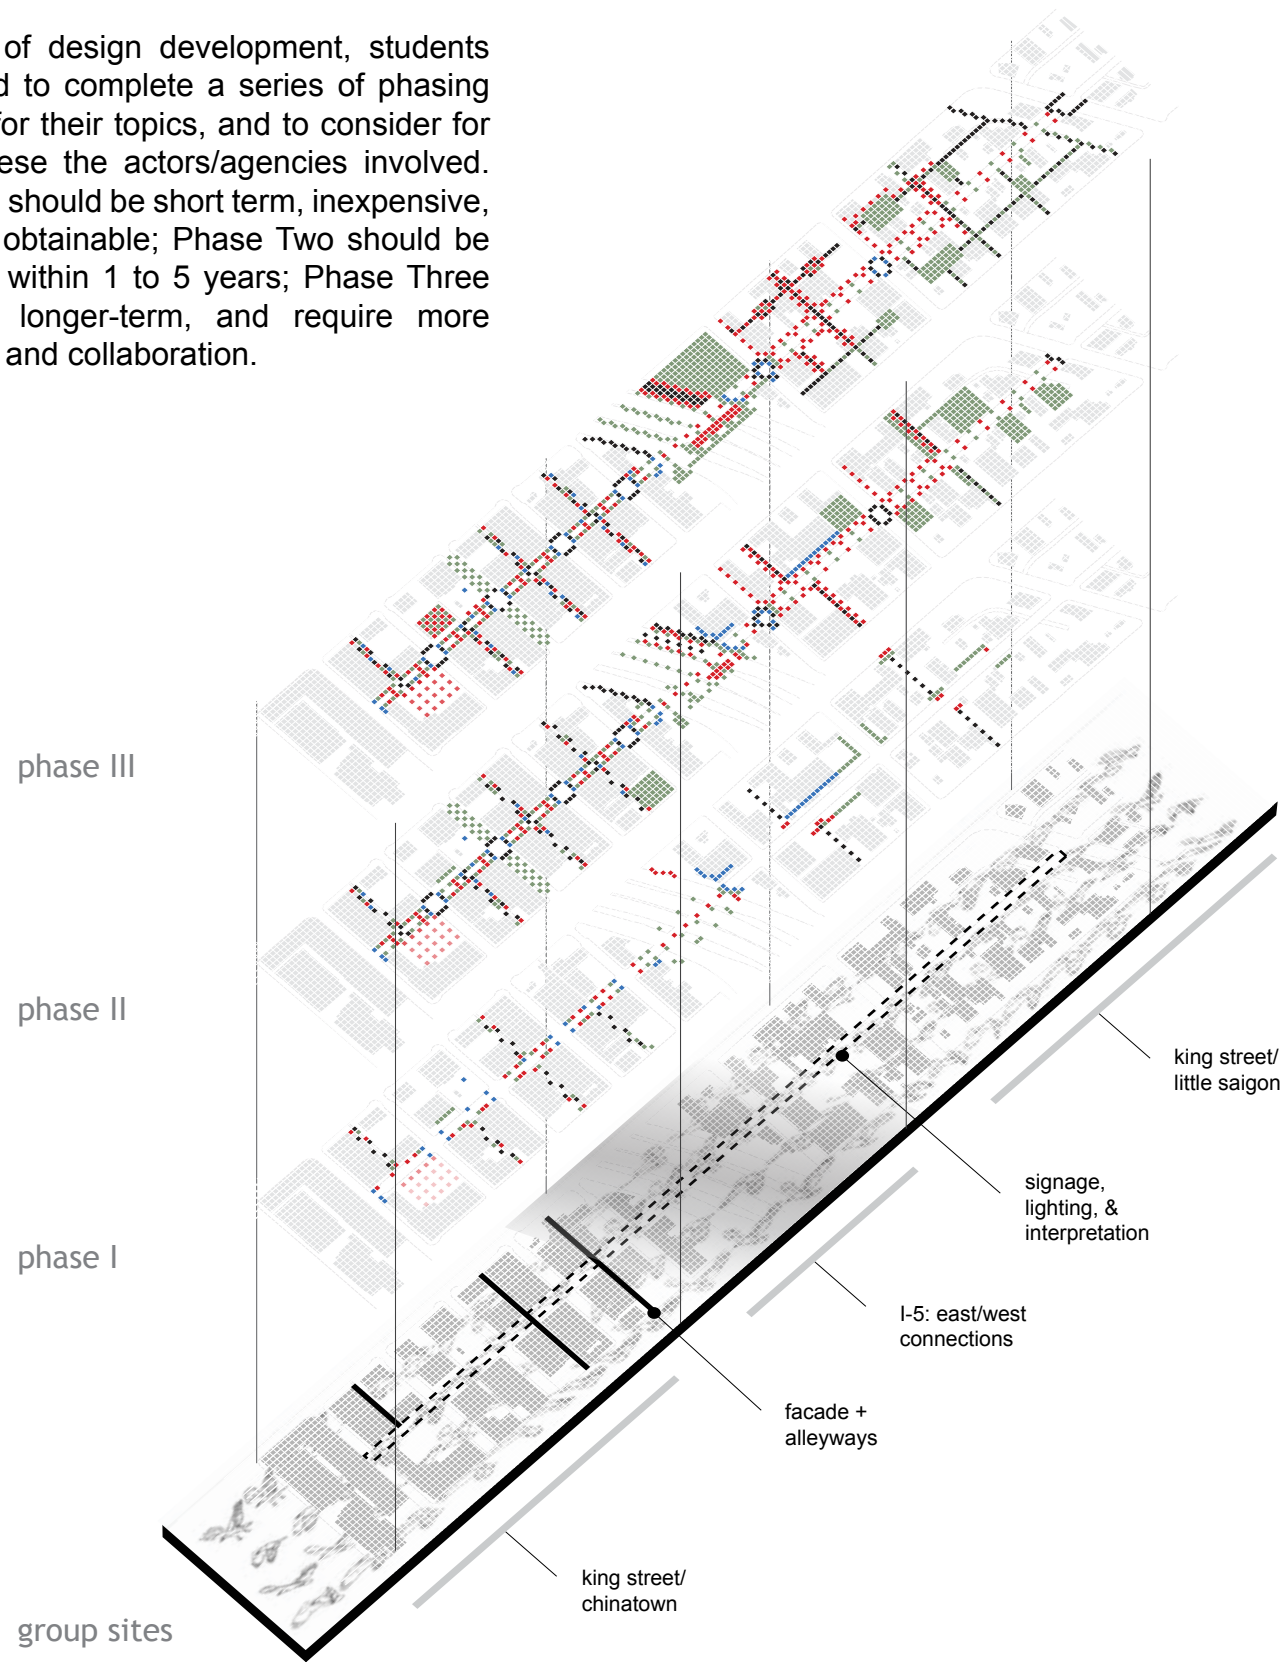 of design development, students
to complete a series of phasing
for their topics, and to consider for
the actors/agencies involved.
should be short term, inexpensive,
obtainable; Phase Two should be
within 1 to 5 years; Phase Three
longer-term, and require more
and collaboration.
phase III
phase II
king street/
little saigon
signage,
lighting, &
interpretation
phase I
I-5: east/west
connections
facade +
alleyways
king street/
chinatown
group sites